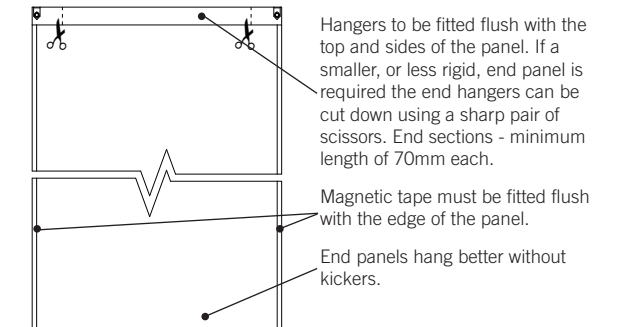 Hangers to be fitted flush with the
top and sides of the panel. If a
smaller, or less rigid, end panel is
required the end hangers can be
cut down using a sharp pair of
scissors. End sections - minimum
length of 70mm each.
Magnetic tape must be fitted flush
with the edge of the panel.
End panels hang better without
kickers.